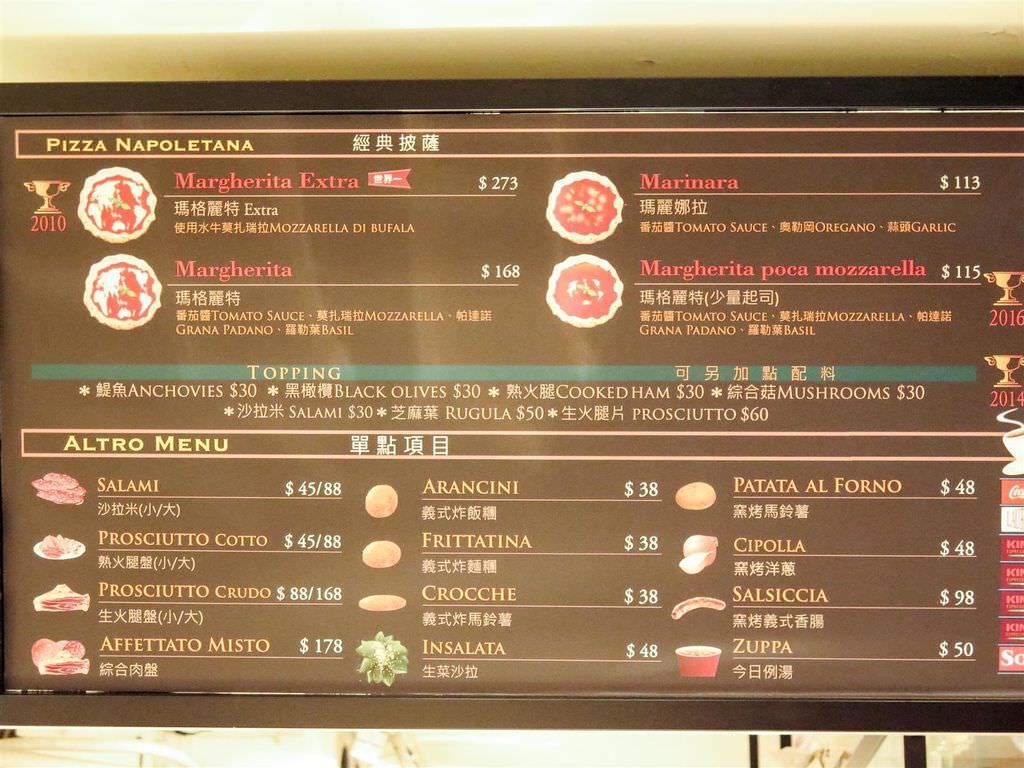 PIZZA NAPOLETANA 經典披薩
2010
Margherita Extra 世界一 $ 273
瑪格麗特 Extra
使用水牛莫扎瑞拉MOZZARELLA DI BUFALA
Marinara $ 113
瑪麗娜拉
番茄醬TOMATO SAUCE、奧勒岡OREGANO、蒜頭GARLIC
Margherita $ 168
瑪格麗特
番茄醬TOMATO SAUCE、莫扎瑞拉MOZZARELLA、帕達諾
GRANA PADANO、羅勒葉BASIL
Margherita poca mozzarella $ 115
瑪格麗特(少量起司)
番茄醬TOMATO SAUCE、莫扎瑞拉MOZZARELLA、帕達諾
GRANA PADANO、羅勒葉BASIL
2016
TOPPING 可另加點配料
＊鯷魚ANCHOVIES $30 ＊黑橄欖BLACK OLIVES $30 ＊熟火腿COOKED HAM $30 ＊綜合菇MUSHROOMS $30
＊沙拉米 SALAMI $30＊芝麻葉 RUGULA $50＊生火腿片 PROSCIUTTO $60
2014
ALTRO MENU 單點項目
SALAMI $ 45/88
沙拉米(小/大)
PROSCIUTTO COTTO $ 45/88
熟火腿盤(小/大)
PROSCIUTTO CRUDO $ 88/168
生火腿盤(小/大)
AFFETTATO MISTO $ 178
綜合肉盤
ARANCINI $ 38
義式炸飯糰
FRITTATINA $ 38
義式炸麵糰
CROCCHE $ 38
義式炸馬鈴薯
INSALATA $ 48
生菜沙拉
PATATA AL FORNO $ 48
窯烤馬鈴薯
CIPOLLA $ 48
窯烤洋蔥
SALSICCIA $ 98
窯烤義式香腸
ZUPPA $ 50
今日例湯